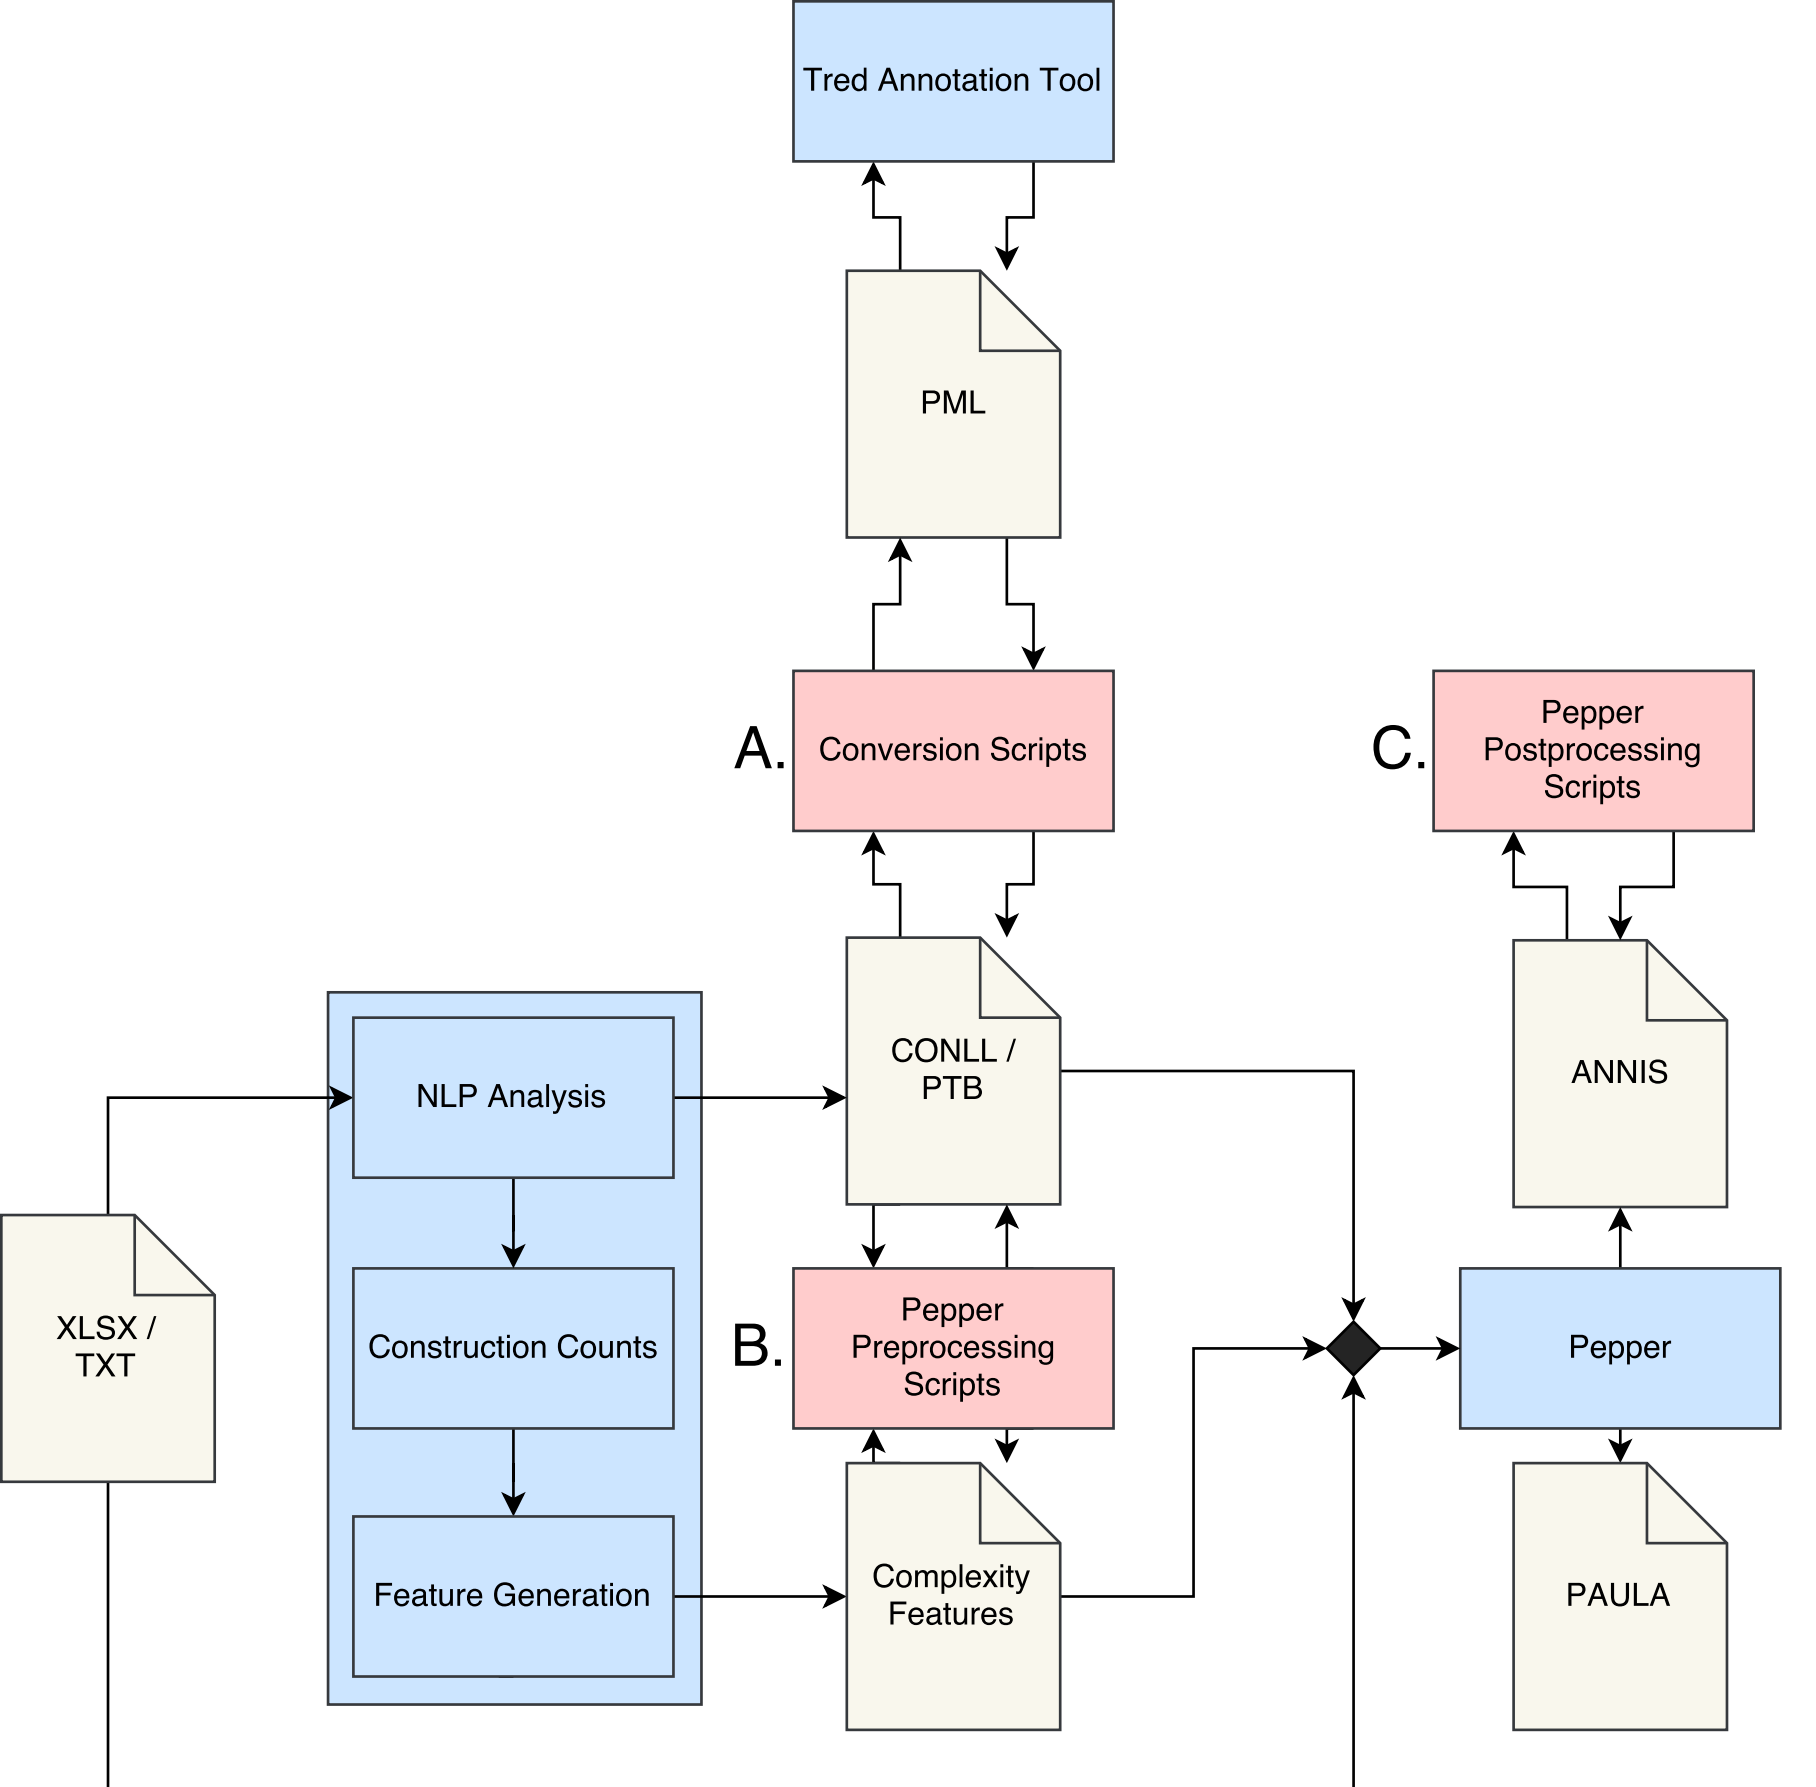 Tred Annotation Tool
PML
A.
Conversion Scripts
C.
Pepper
Postprocessing
Scripts
CONLL /
PTB
ANNIS
NLP Analysis
XLSX /
TXT
Construction Counts
B.
Pepper
Preprocessing
Scripts
Pepper
Feature Generation
Complexity
Features
PAULA